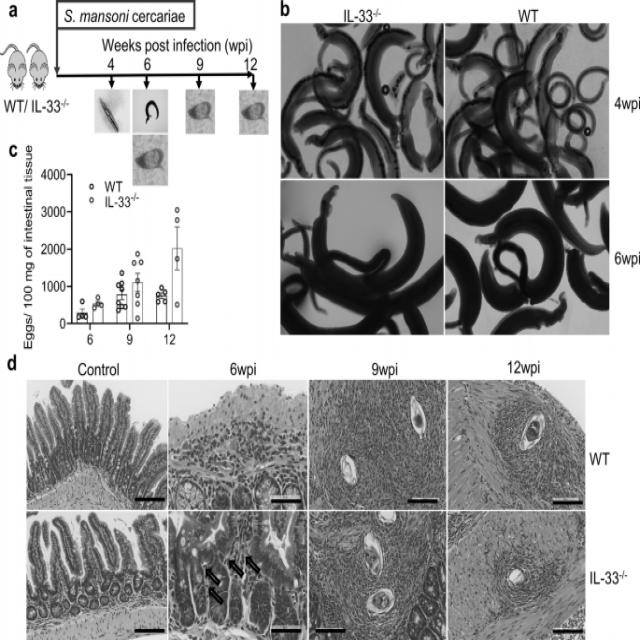 a
S. mansoni cercariae
Weeks post infection (wpi)
4 6 9 12
WT/ IL-33-/-
b
IL-33-/- WT
4wpi
6wpi
c
Eggs/ 100 mg of intestinal tissue
4000
3000
2000
1000
0
WT
IL-33-/-
6 9 12
d
Control 6wpi 9wpi 12wpi
WT
IL-33-/-